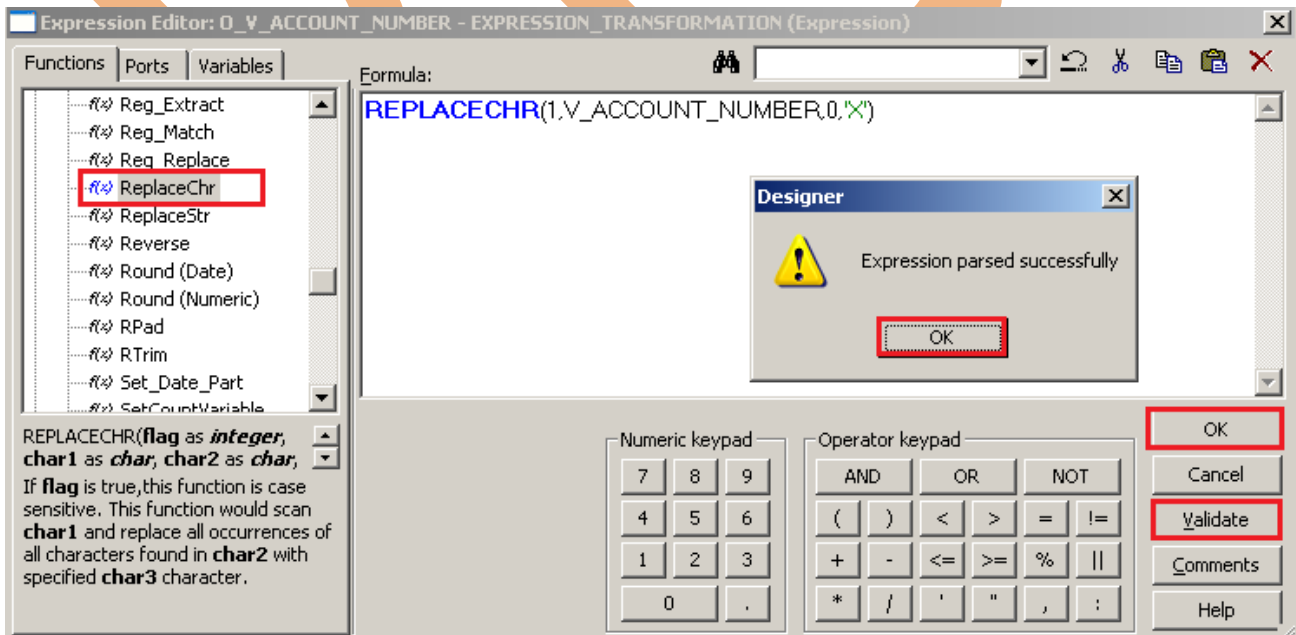 Expression Editor: O_V_ACCOUNT_NUMBER - EXPRESSION_TRANSFORMATION (Expression)
Functions Ports Variables
Formula:
f(x) Reg_Extract
f(x) Reg_Match
f(x) Reg_Replace
f(x) ReplaceChr
f(x) ReplaceStr
f(x) Reverse
f(x) Round (Date)
f(x) Round (Numeric)
f(x) RPad
f(x) RTrim
f(x) Set_Date_Part
f(x) SetCountVariable
REPLACECHR(flag as integer,
char1 as char, char2 as char,
If flag is true,this function is case
sensitive. This function would scan
char1 and replace all occurrences of
all characters found in char2 with
specified char3 character.
REPLACECHR(1,V_ACCOUNT_NUMBER,0,'X')
Designer
Expression parsed successfully
OK
Numeric keypad
7 8 9
4 5 6
1 2 3
0 .
Operator keypad
AND OR NOT
( ) < > = !=
+ - <= >= % ||
* / ' " , :
OK
Cancel
Validate
Comments
Help